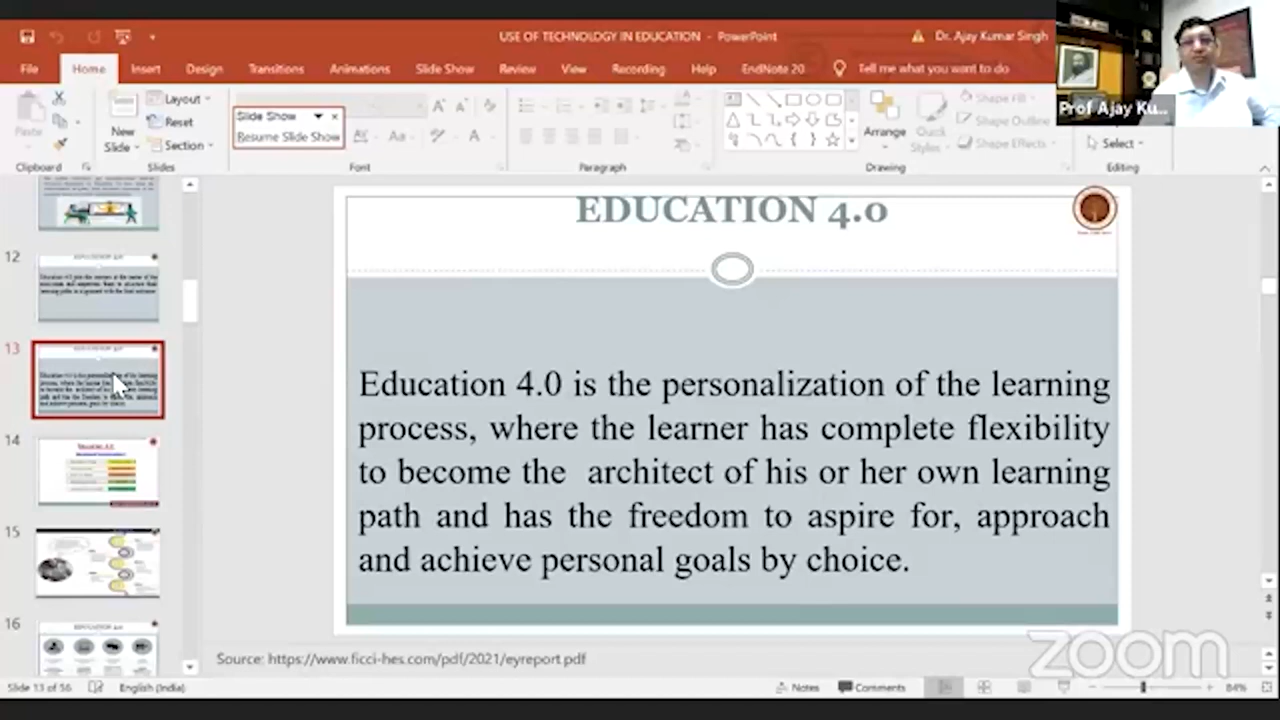 USE OF TECHNOLOGY IN EDUCATION - PowerPoint
Dr. Ajay Kumar Singh
File Home Insert Design Transitions Animations Slide Show Review View Recording Help EndNote 20 Tell me what you want to do
Prof Ajay Ku...
Paste
New
Slide
Layout
Reset
Section
Slide Show
Resume Slide Show
Aa
Arrange
Quick
Styles
Shape Fill
Shape Outline
Shape Effects
Select
Clipboard Slides Font Paragraph Drawing Editing
12
13
14
15
16
EDUCATION 4.0
Education 4.0 is the personalization of the learning
process, where the learner has complete flexibility
to become the architect of his or her own learning
path and has the freedom to aspire for, approach
and achieve personal goals by choice.
Source: https://www.ficci-hes.com/pdf/2021/eyreport.pdf
zoom
Slide 13 of 56 English (India) Notes Comments 84%